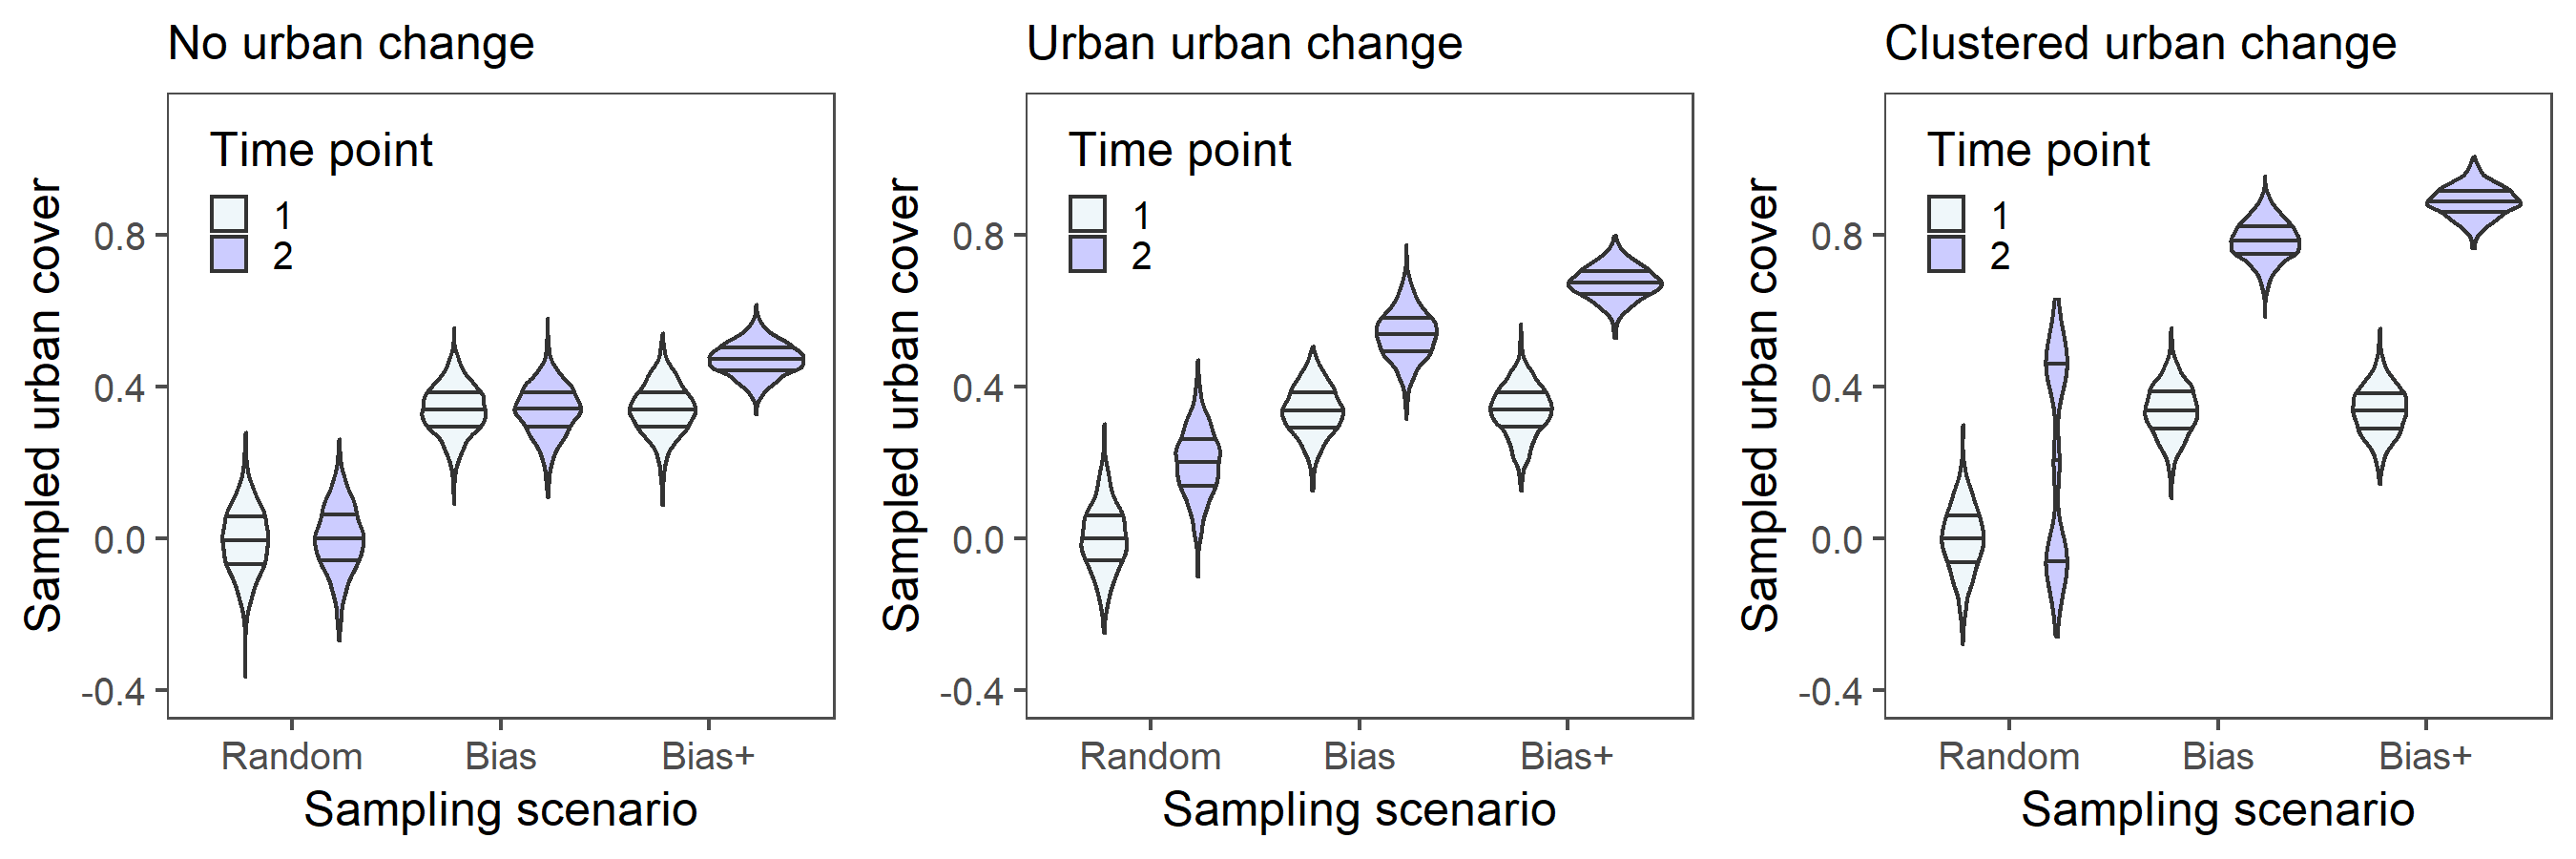 No urban change
Time point
1
2
Sampled urban cover
0.8
0.4
0.0
-0.4
Random Bias Bias+
Sampling scenario
Urban urban change
Time point
1
2
Sampled urban cover
0.8
0.4
0.0
-0.4
Random Bias Bias+
Sampling scenario
Clustered urban change
Time point
1
2
Sampled urban cover
0.8
0.4
0.0
-0.4
Random Bias Bias+
Sampling scenario